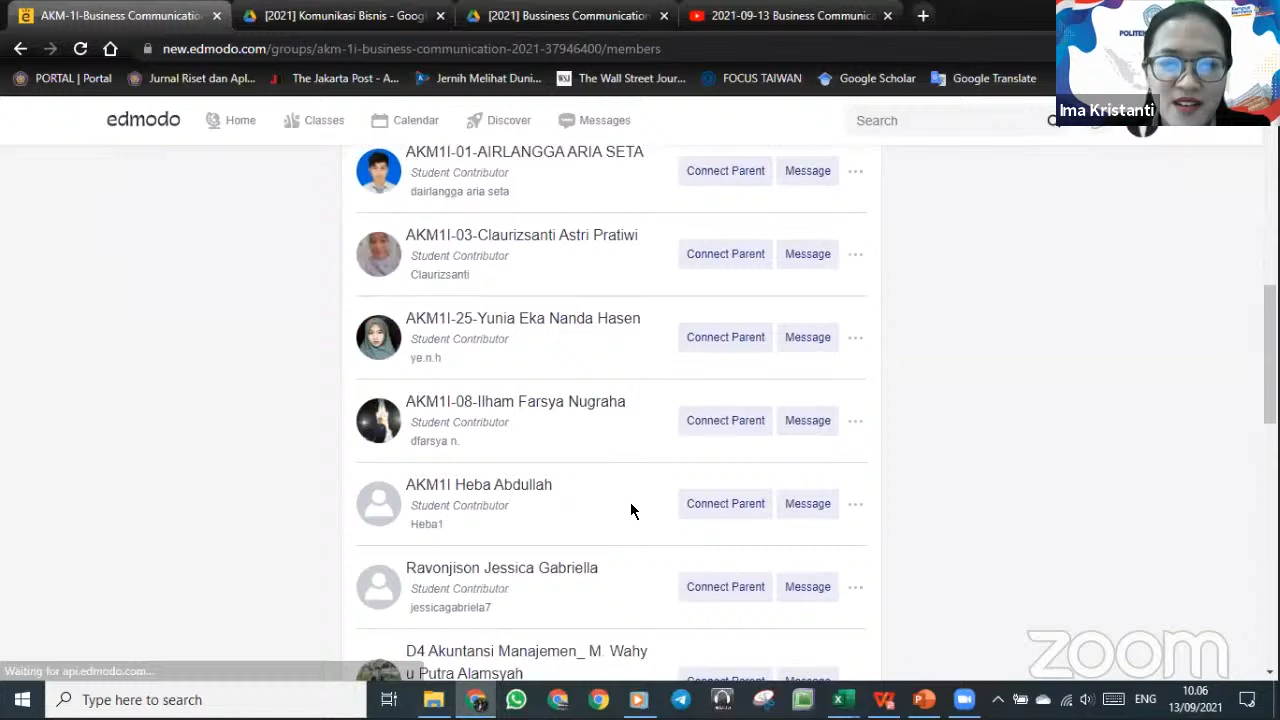 AKM-1I Business Communication
[2021] Komunikasi Bisnis
[2021] Business Communication
2021-09-13 Business Communica
new.edmodo.com/groups/akm-1i-business-communication-2021-37946400/members
PORTAL | Portal
Jurnal Riset dan Apl...
The Jakarta Post - A...
Jernih Melihat Duni...
The Wall Street Jour...
FOCUS TAIWAN
Google Scholar
Google Translate
POLITEK
Ima Kristanti
edmodo
Home
Classes
Discover
Messages
Search
AKM1I-01-AIRLANGGA ARIA SETA
Student Contributor
dairlangga aria seta
Connect Parent
Message
AKM1I-03-Claurizsanti Astri Pratiwi
Student Contributor
Claurizsanti
Connect Parent
Message
AKM1I-25-Yunia Eka Nanda Hasen
Student Contributor
ye.n.h
Connect Parent
Message
AKM1I-08-Ilham Farsya Nugraha
Student Contributor
dfarsya n.
Connect Parent
Message
AKM1I Heba Abdullah
Student Contributor
Heba1
Connect Parent
Message
Ravonjison Jessica Gabriella
Student Contributor
jessicagabriela7
Connect Parent
Message
D4 Akuntansi Manajemen_ M. Wahy
u Putra Alamsyah
Connect Parent
Message
Waiting for api.edmodo.com...
zoom
Type here to search
ENG
10.06
13/09/2021